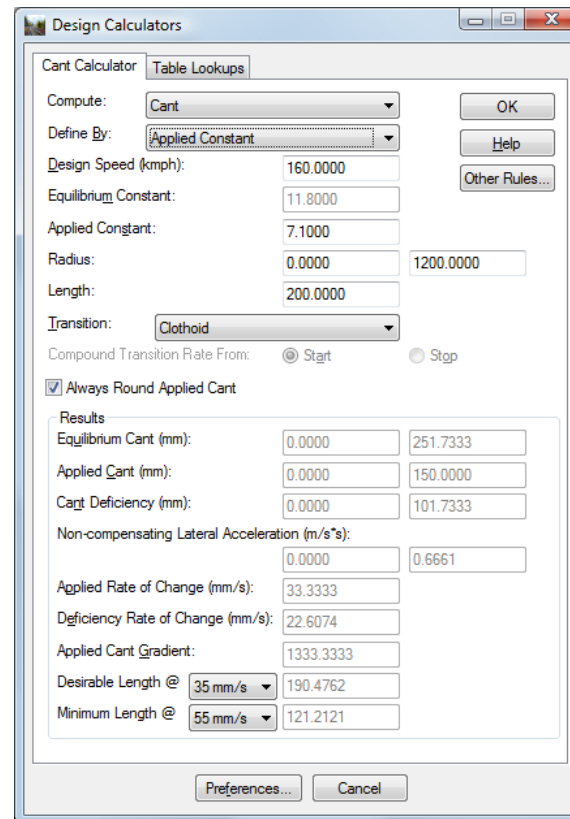 Design Calculators
Cant Calculator Table Lookups
Compute: Cant OK
Define By: Applied Constant Help
Design Speed (kmph): 160.0000 Other Rules...
Equilibrium Constant: 11.8000
Applied Constant: 7.1000
Radius: 0.0000 1200.0000
Length: 200.0000
Transition: Clothoid
Compound Transition Rate From: Start Stop
Always Round Applied Cant
Results
Equilibrium Cant (mm): 0.0000 251.7333
Applied Cant (mm): 0.0000 150.0000
Cant Deficiency (mm): 0.0000 101.7333
Non-compensating Lateral Acceleration (m/s*s):
0.0000 0.6661
Applied Rate of Change (mm/s): 33.3333
Deficiency Rate of Change (mm/s): 22.6074
Applied Cant Gradient: 1333.3333
Desirable Length @ 35 mm/s 190.4762
Minimum Length @ 55 mm/s 121.2121
Preferences... Cancel